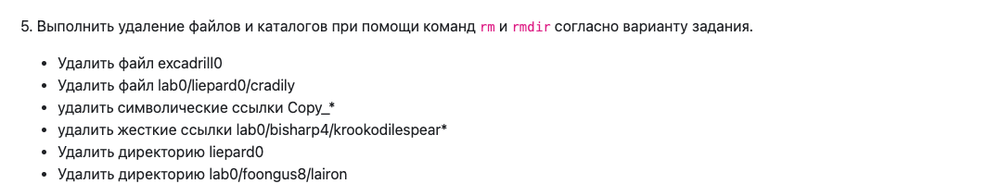 5. Выполнить удаление файлов и каталогов при помощи команд rm и rmdir согласно варианту задания.
• Удалить файл excadrill0
• Удалить файл lab0/liepard0/cradily
• удалить символические ссылки Copy_*
• удалить жесткие ссылки lab0/bisharp4/krookodilespear*
• Удалить директорию liepard0
• Удалить директорию lab0/foongus8/lairon